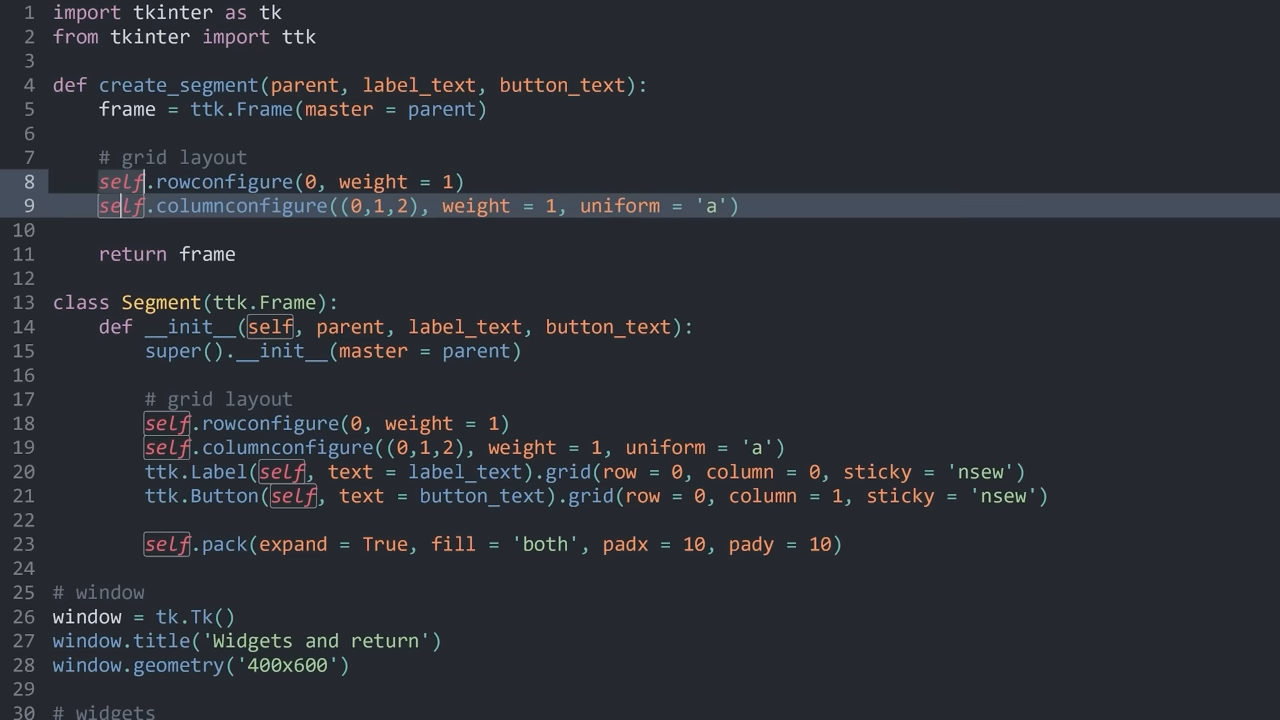 1 import tkinter as tk
2 from tkinter import ttk
3
4 def create_segment(parent, label_text, button_text):
5     frame = ttk.Frame(master = parent)
6
7     # grid layout
8     self.rowconfigure(0, weight = 1)
9     self.columnconfigure((0,1,2), weight = 1, uniform = 'a')
10
11     return frame
12
13 class Segment(ttk.Frame):
14     def __init__(self, parent, label_text, button_text):
15         super().__init__(master = parent)
16
17         # grid layout
18         self.rowconfigure(0, weight = 1)
19         self.columnconfigure((0,1,2), weight = 1, uniform = 'a')
20         ttk.Label(self, text = label_text).grid(row = 0, column = 0, sticky = 'nsew')
21         ttk.Button(self, text = button_text).grid(row = 0, column = 1, sticky = 'nsew')
22
23         self.pack(expand = True, fill = 'both', padx = 10, pady = 10)
24
25 # window
26 window = tk.Tk()
27 window.title('Widgets and return')
28 window.geometry('400x600')
29
30 # widgets